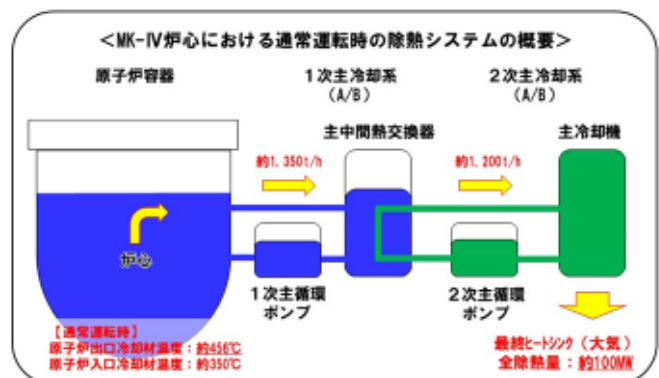 ＜MK-Ⅳ炉心における通常運転時の除熱システムの概要＞
原子炉容器
1次主冷却系
(A/B)
2次主冷却系
(A/B)
主中間熱交換器
主冷却機
約1,350t/h
約1,200t/h
炉心
1次主循環
ポンプ
2次主循環
ポンプ
【通常運転時】
原子炉出口冷却材温度：約456℃
原子炉入口冷却材温度：約350℃
最終ヒートシンク（大気）
全除熱量：約100MW